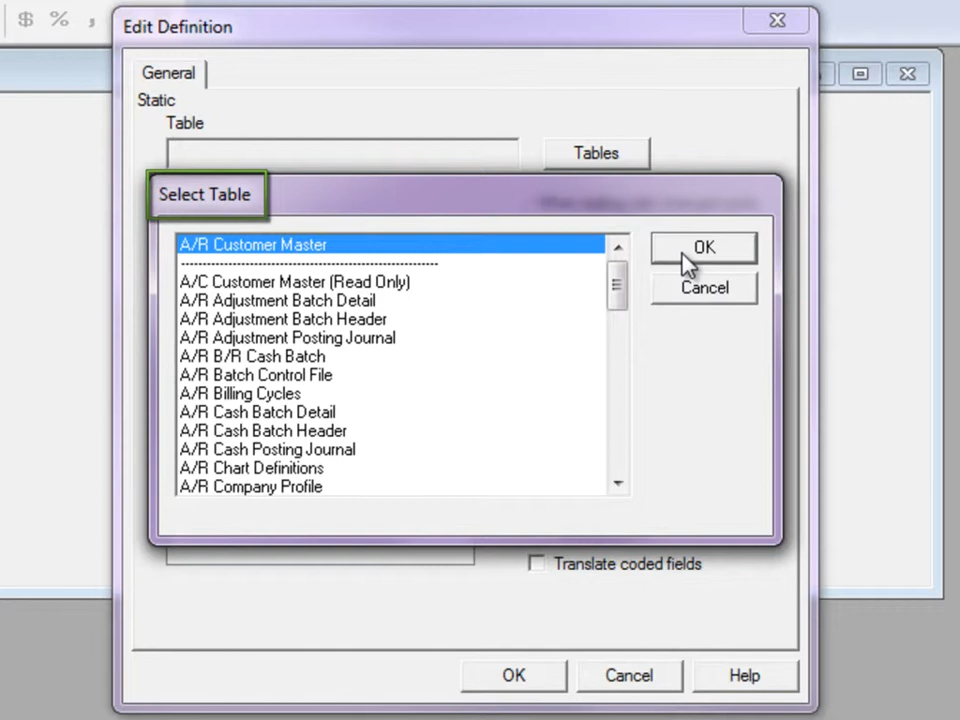 $ % ,
Edit Definition
General
Static
Table
Tables
Select Table
A/R Customer Master
OK
--------------------------------------------------
A/C Customer Master (Read Only)
Cancel
A/R Adjustment Batch Detail
A/R Adjustment Batch Header
A/R Adjustment Posting Journal
A/R B/R Cash Batch
A/R Batch Control File
A/R Billing Cycles
A/R Cash Batch Detail
A/R Cash Batch Header
A/R Cash Posting Journal
A/R Chart Definitions
A/R Company Profile
Translate coded fields
OK Cancel Help